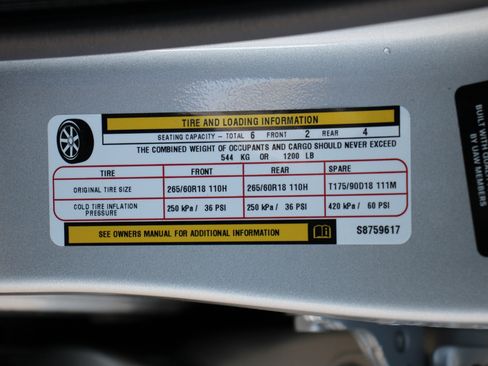 TIRE AND LOADING INFORMATION
SEATING CAPACITY - TOTAL 6 FRONT 2 REAR 4
THE COMBINED WEIGHT OF OCCUPANTS AND CARGO SHOULD NEVER EXCEED
544 KG OR 1200 LB
TIRE FRONT REAR SPARE
ORIGINAL TIRE SIZE 265/60R18 110H 265/60R18 110H T175/90D18 111M
COLD TIRE INFLATION PRESSURE 250 kPa / 36 PSI 250 kPa / 36 PSI 420 kPa / 60 PSI
SEE OWNERS MANUAL FOR ADDITIONAL INFORMATION S8759617
BUILT WITH
BY UAW MEMBERS